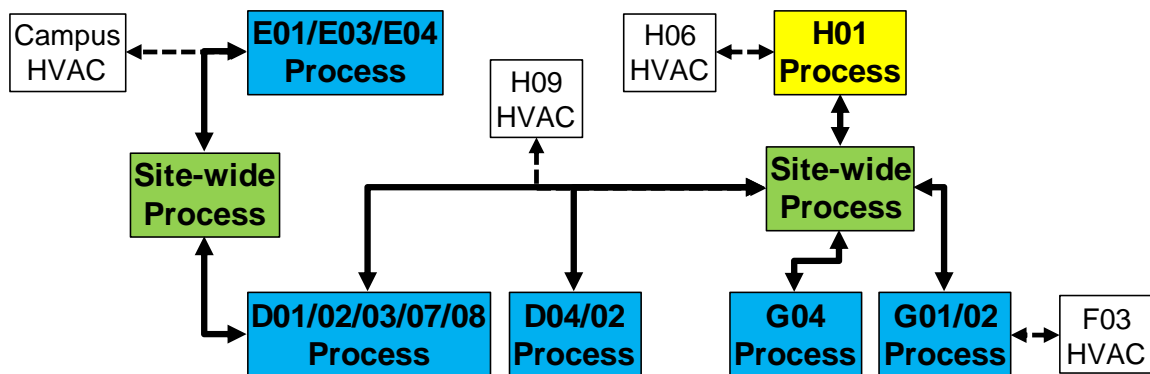 Campus
HVAC
E01/E03/E04
Process
H06
HVAC
H01
Process
H09
HVAC
Site-wide
Process
Site-wide
Process
D01/02/03/07/08
Process
D04/02
Process
G04
Process
G01/02
Process
F03
HVAC